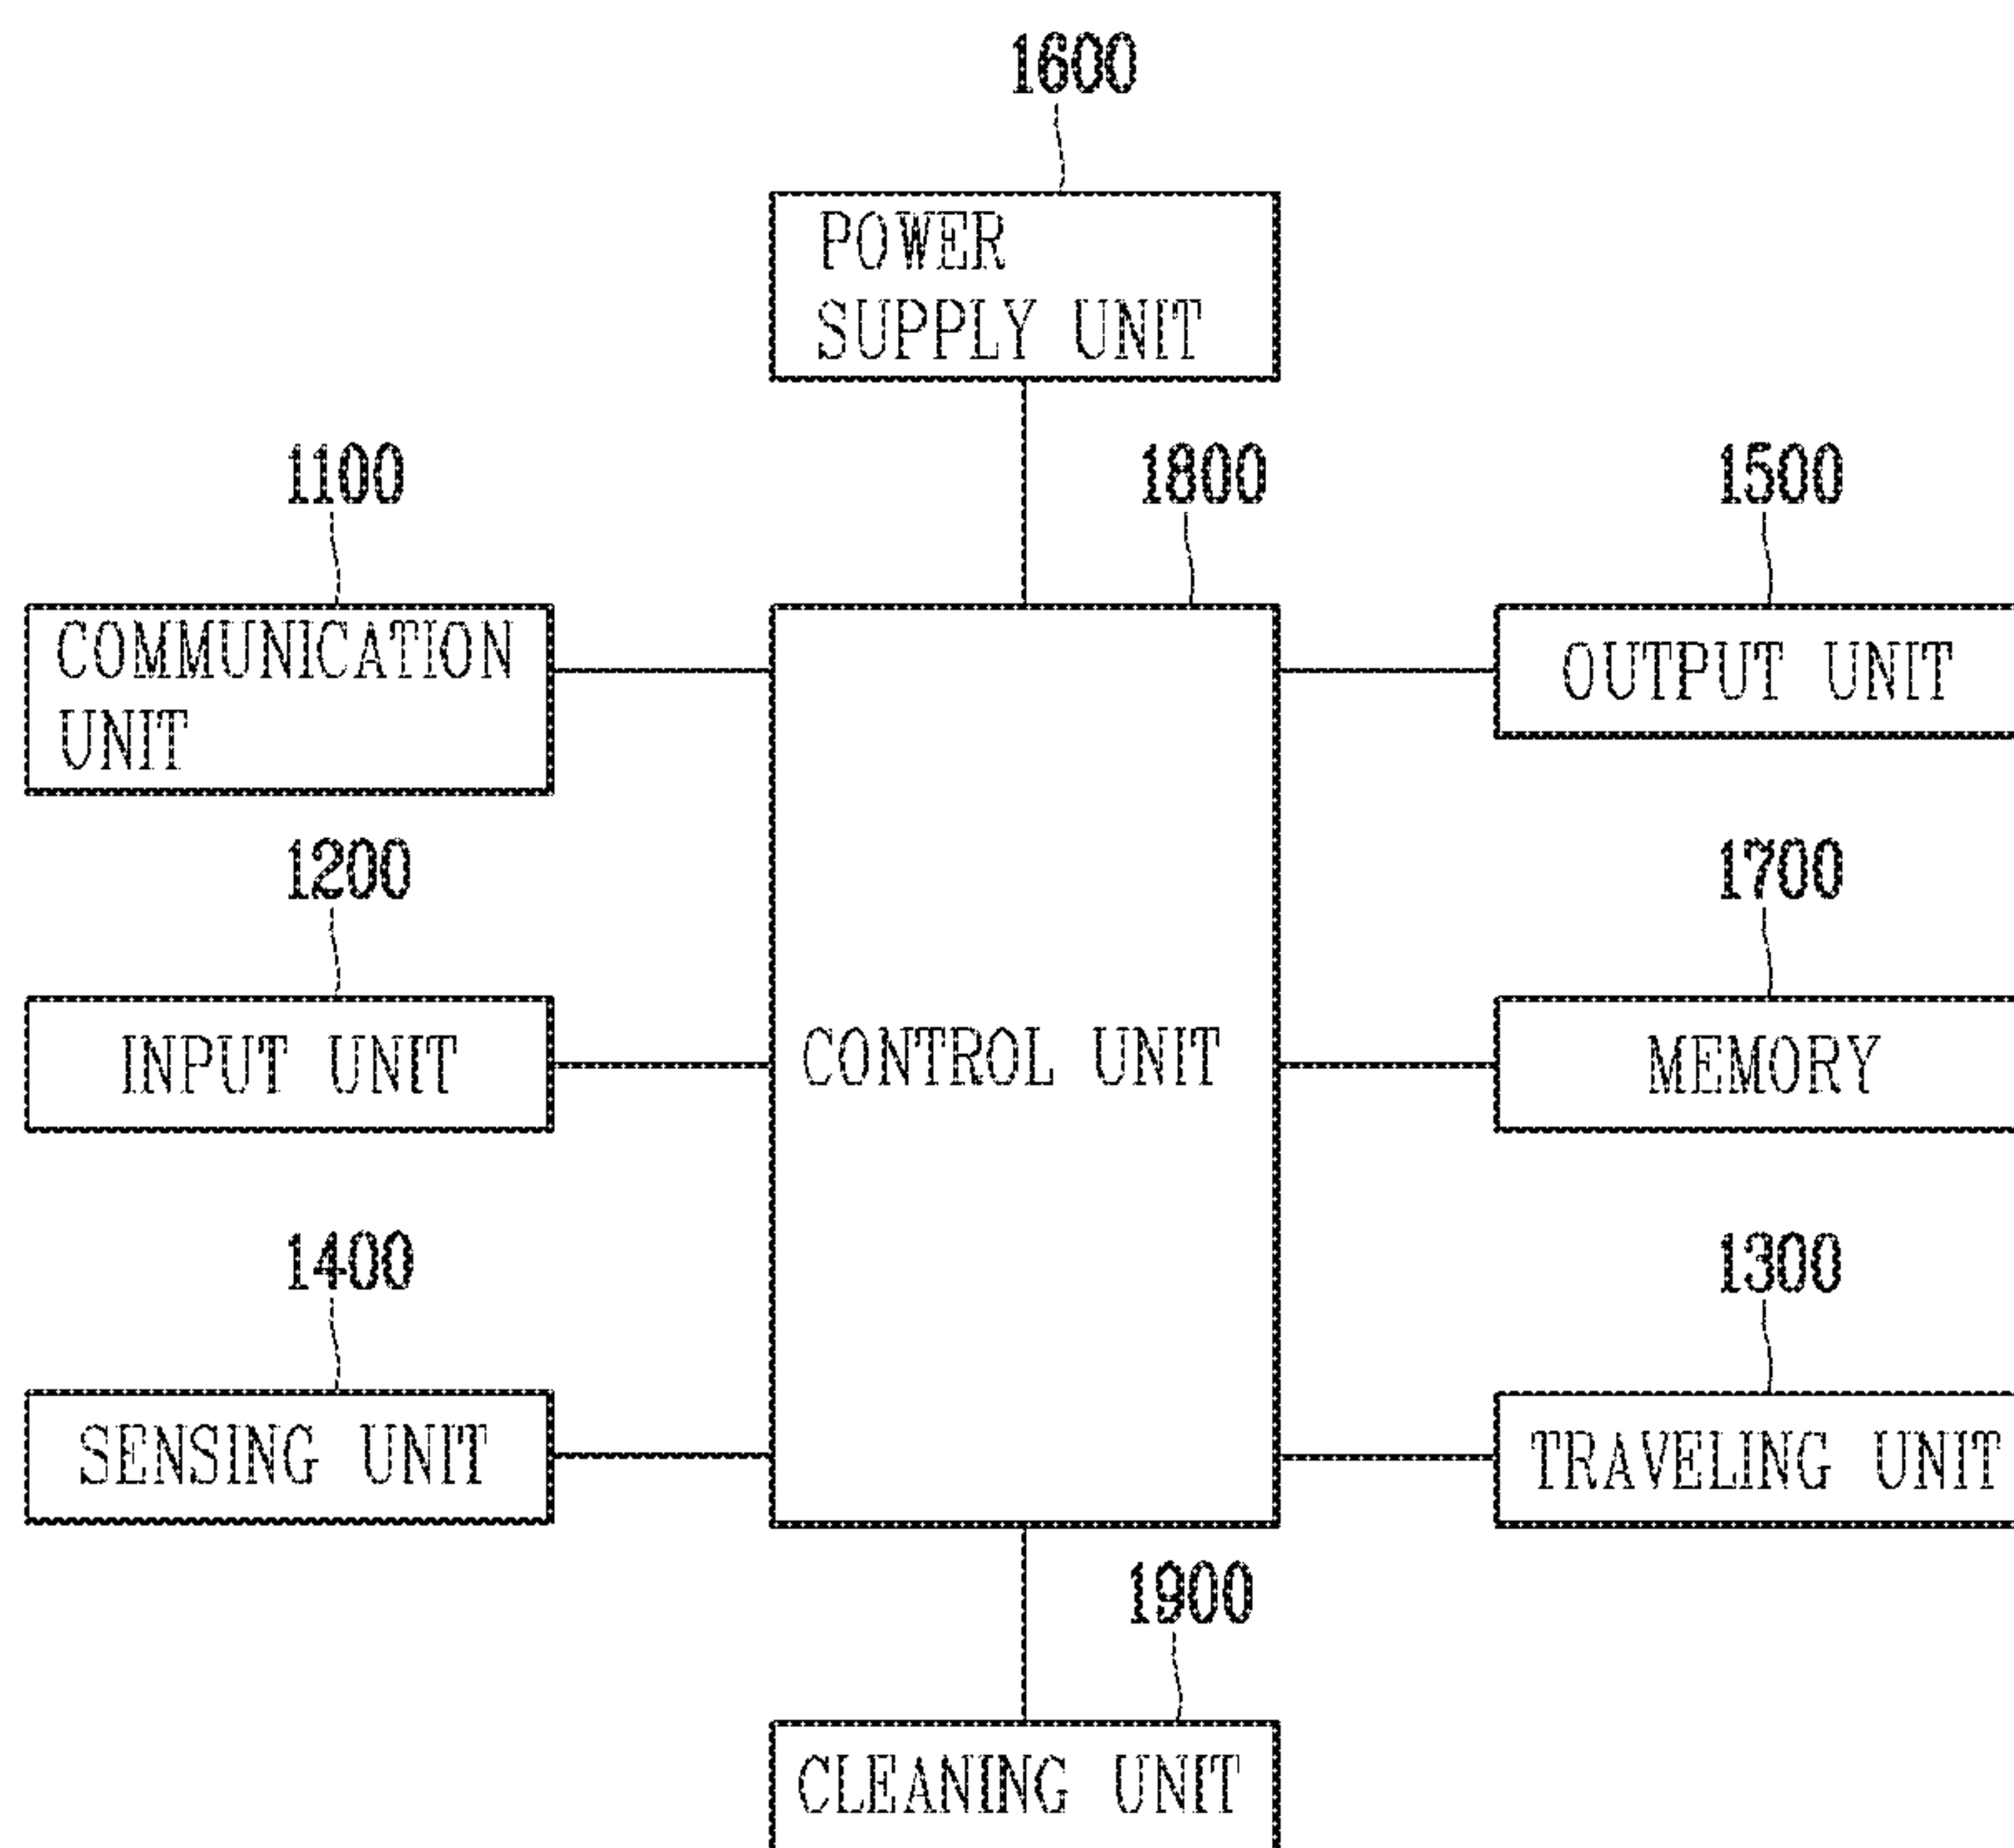 1600
POWER
SUPPLY UNIT
1100
1800
1500
COMMUNICATION
UNIT
OUTPUT UNIT
1200
1700
INPUT UNIT
CONTROL UNIT
MEMORY
1400
1300
SENSING UNIT
TRAVELING UNIT
1900
CLEANING UNIT